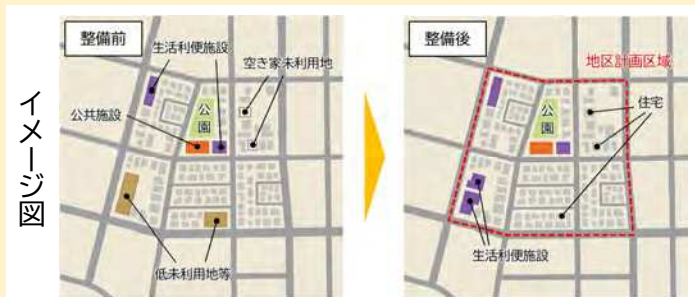 イメージ図
整備前
生活利便施設
空き家未利用地
公共施設
公園
低未利用地等
整備後
地区計画区域
住宅
公園
生活利便施設